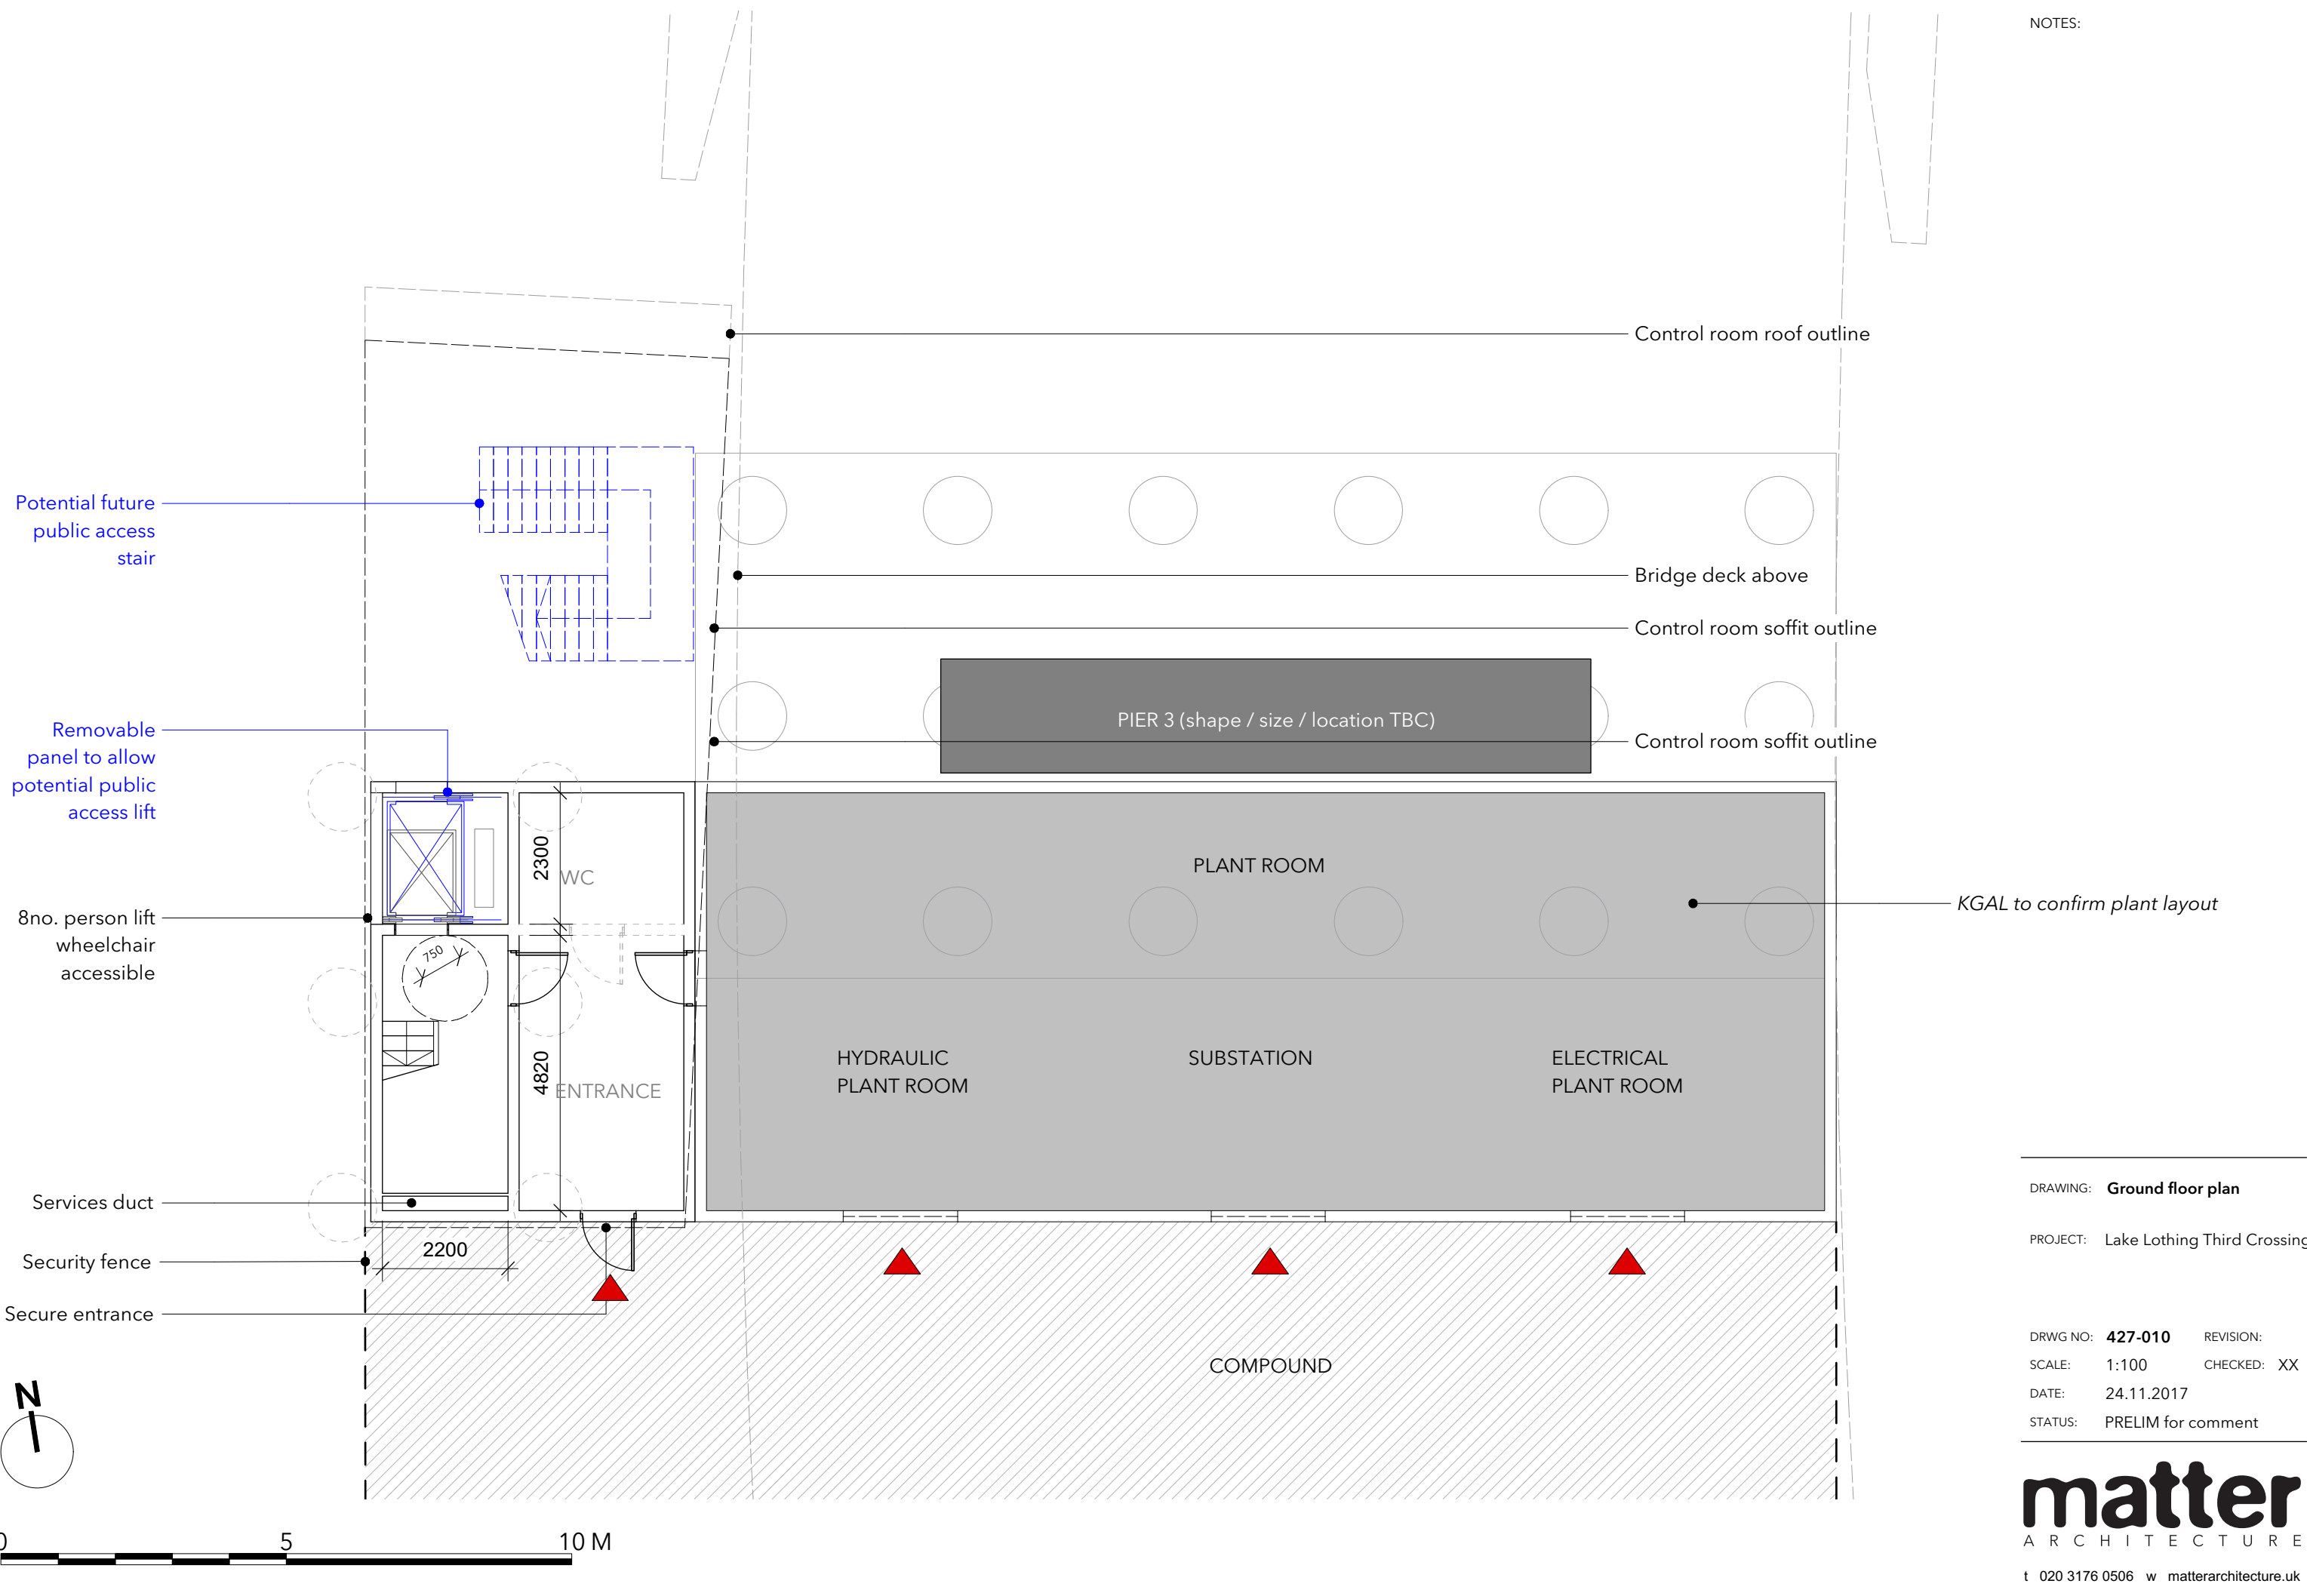 NOTES:
Control room roof outline
Potential future
public access
stair
Bridge deck above
Control room soffit outline
PIER 3 (shape / size / location TBC)
Control room soffit outline
Removable
panel to allow
potential public
access lift
2300
WC
PLANT ROOM
8no. person lift
wheelchair
accessible
KGAL to confirm plant layout
750
4820
ENTRANCE
HYDRAULIC
PLANT ROOM
SUBSTATION
ELECTRICAL
PLANT ROOM
Services duct
2200
Security fence
Secure entrance
COMPOUND
N
0 5 10 M
DRAWING: Ground floor plan
PROJECT: Lake Lothing Third Crossing
DRWG NO: 427-010 REVISION:
SCALE: 1:100 CHECKED: XX
DATE: 24.11.2017
STATUS: PRELIM for comment
matter
ARCHITECTURE
t 020 3176 0506 w matterarchitecture.uk